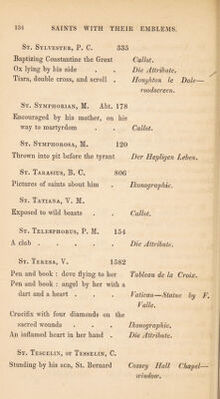 134 SAINTS WITH THEIR EMBLEMS.
ST. SYLVESTER, P. C. 335
Baptizing Constantine the Great Callot.
Ox lying by his side . . Die Attribute.
Tiara, double cross, and scroll . Houghton le Dale—
roodscreen.
ST. SYMPHORIAN, M. Abt. 178
Encouraged by his mother, on his
way to martyrdom . . Callot.
ST. SYMPHOROSA, M. 120
Thrown into pit before the tyrant Der Hayligen Leben.
ST. TARASIUS, B. C. 806
Pictures of saints about him . Iconographic.
ST. TATIANA, V. M.
Exposed to wild beasts . . Callot.
ST. TELESPHORUS, P. M. 154
A club . . . . Die Attribute.
ST. TERESA, V. 1582
Pen and book: dove flying to her Tableau de la Croix.
Pen and book: angel by her with a
dart and a heart . . . Vatican—Statue by F.
Valle.
Crucifix with four diamonds on the
sacred wounds . . . Iconographic.
An inflamed heart in her hand . Die Attribute.
ST. TESCELIN, or TESSELIN, C.
Standing by his son, St. Bernard Cossey Hall Chapel—
window.